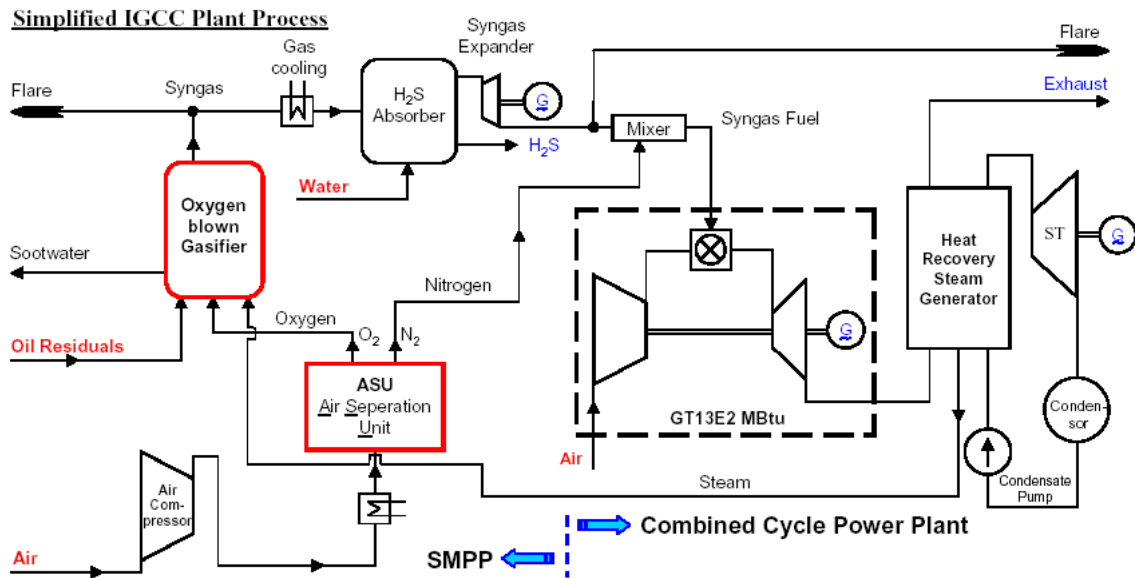 Simplified IGCC Plant Process
Flare
Syngas
Gas
cooling
H₂S
Absorber
Syngas
Expander
G
H₂S
Water
Mixer
Syngas Fuel
Flare
Exhaust
Oxygen
blown
Gasifier
Sootwater
Oil Residuals
Oxygen
O₂
N₂
Nitrogen
ASU
Air Seperation
Unit
Air
Com-
pressor
Air
G
GT13E2 MBtu
Air
Heat
Recovery
Steam
Generator
ST
G
Conden-
sor
Condensate
Pump
Steam
SMPP
Combined Cycle Power Plant